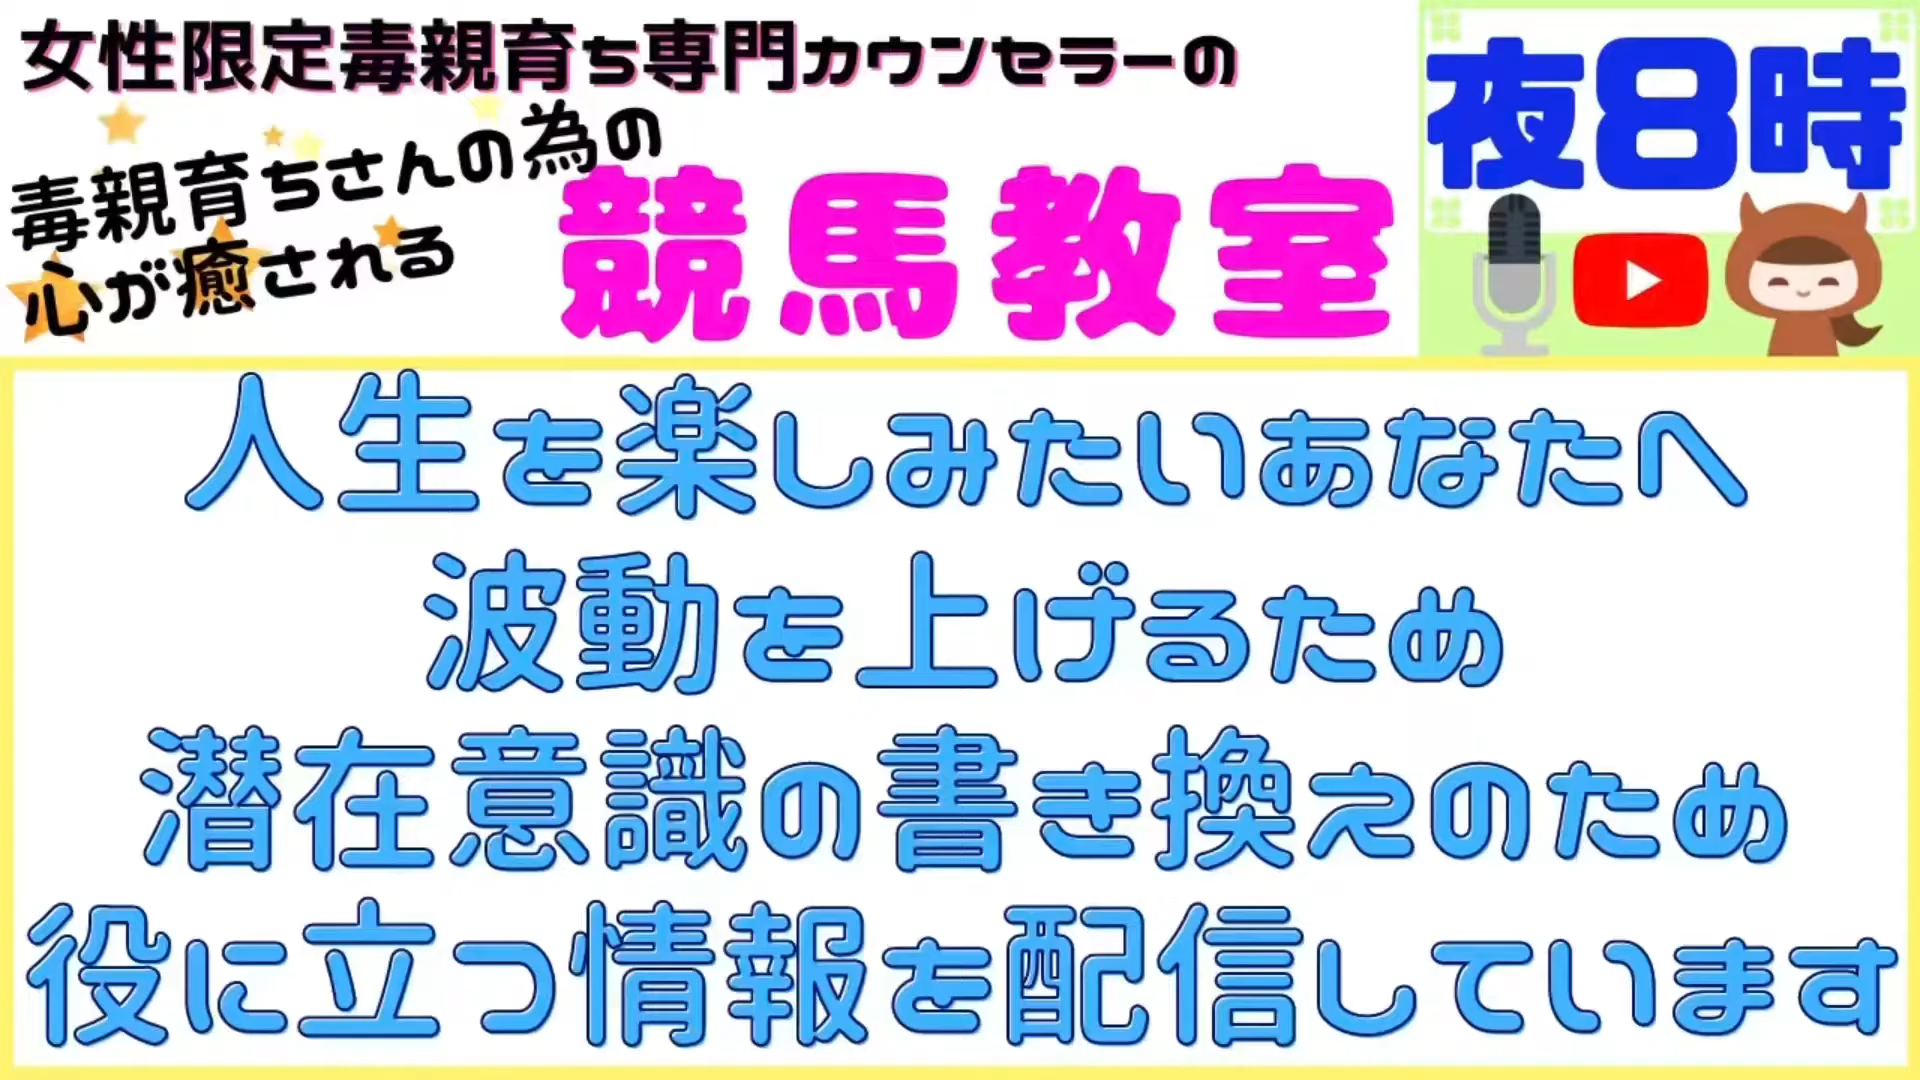 女性限定毒親育ち専門カウンセラーの
毒親育ちさんの為の
心が癒される
競馬教室
夜8時
人生を楽しみたいあなたへ
波動を上げるため
潜在意識の書き換えのため
役に立つ情報を配信しています